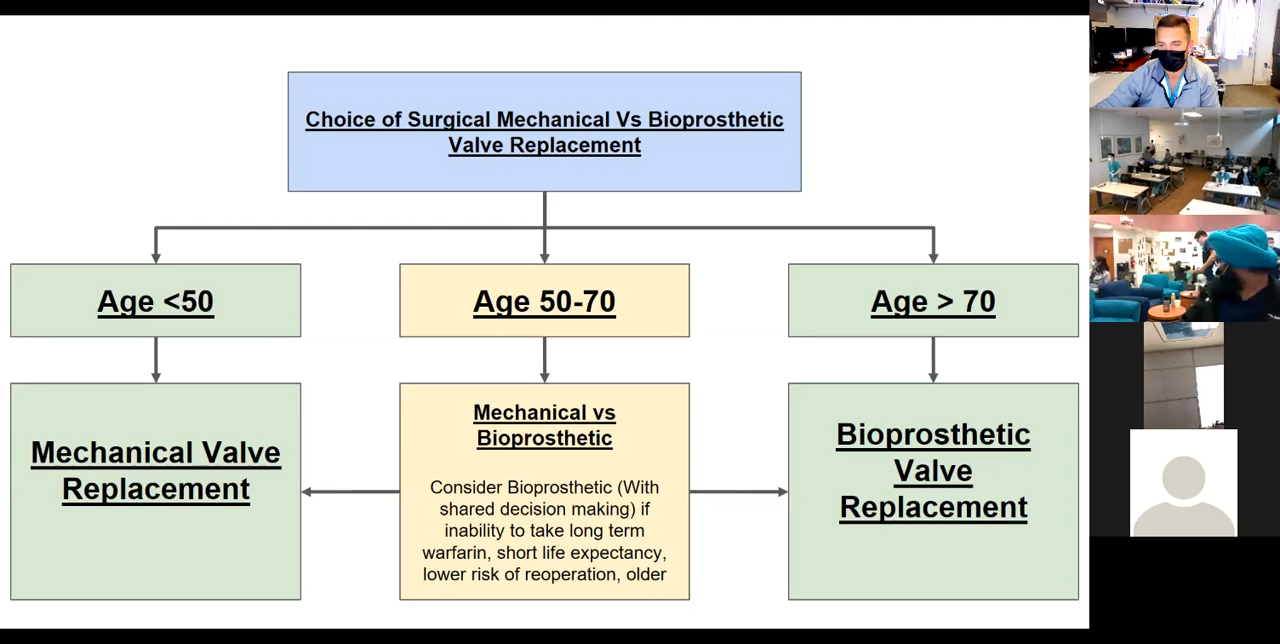 Choice of Surgical Mechanical Vs Bioprosthetic
Valve Replacement
Age <50
Age 50-70
Age > 70
Mechanical Valve
Replacement
Mechanical vs
Bioprosthetic
Consider Bioprosthetic (With
shared decision making) if
inability to take long term
warfarin, short life expectancy,
lower risk of reoperation, older
Bioprosthetic
Valve
Replacement